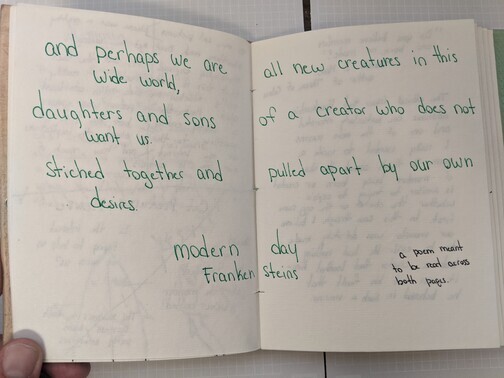 and perhaps we are all new creatures in this
wide world,
daughters and sons of a creator who does not
want us.
Stiched together and pulled apart by our own
desires.
modern day
Franken steins
a poem meant
to be read across
both pages.